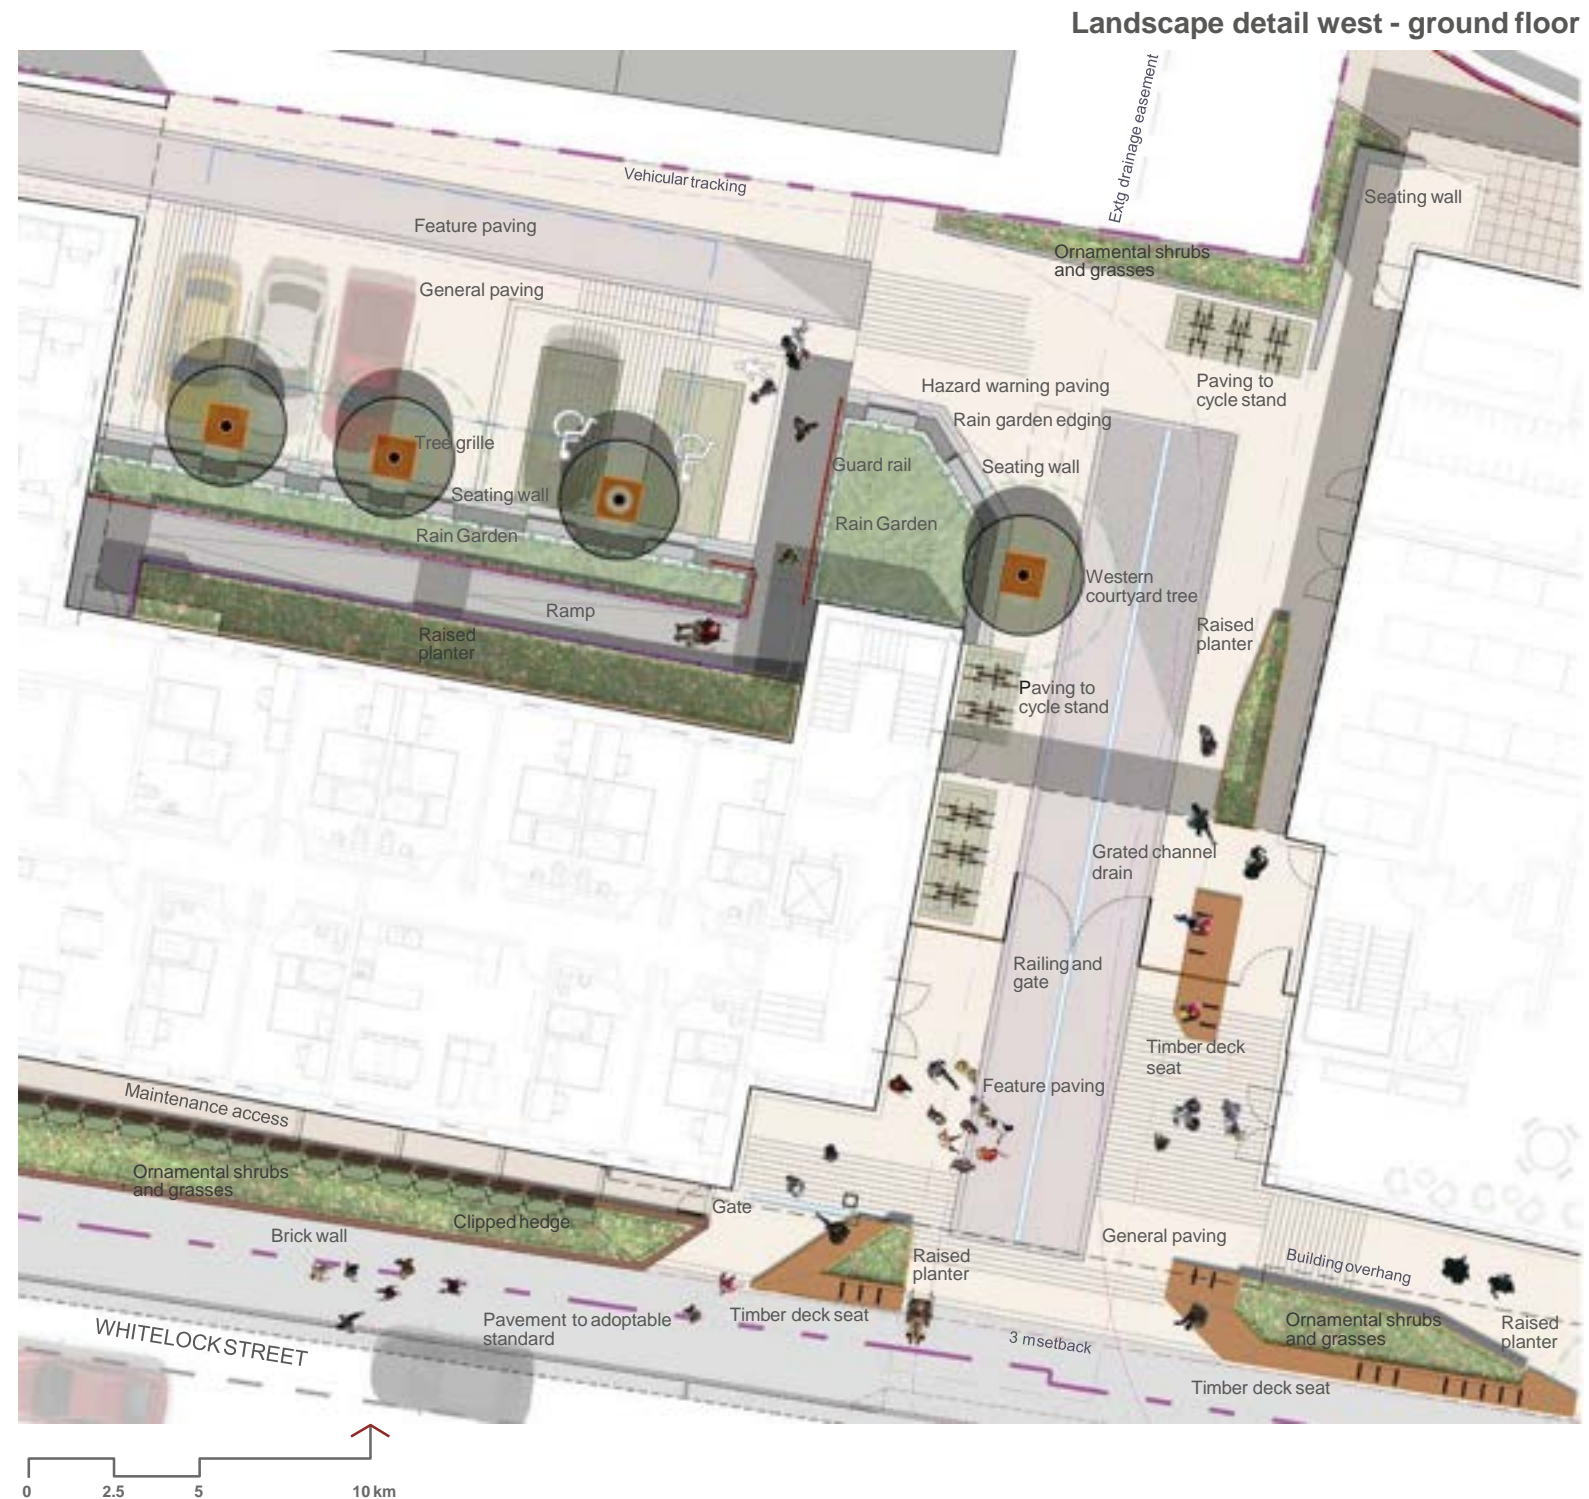 Landscape detail west - ground floor
Extg drainage easement
Vehicular tracking
Seating wall
Feature paving
Ornamental shrubs
and grasses
General paving
Hazard warning paving
Paving to
cycle stand
Rain garden edging
Tree grille
Guard rail
Seating wall
Seating wall
Rain Garden
Rain Garden
Western
courtyard tree
Ramp
Raised
planter
Raised
planter
Paving to
cycle stand
Grated channel
drain
Railing and
gate
Timber deck
seat
Feature paving
Maintenance access
Ornamental shrubs
and grasses
Clipped hedge
Gate
Brick wall
General paving
Raised
planter
Building overhang
Pavement to adoptable
standard
Timber deck seat
Ornamental shrubs
and grasses
Raised
planter
WHITELOCK STREET
3 m setback
Timber deck seat
0 2.5 5 10 km